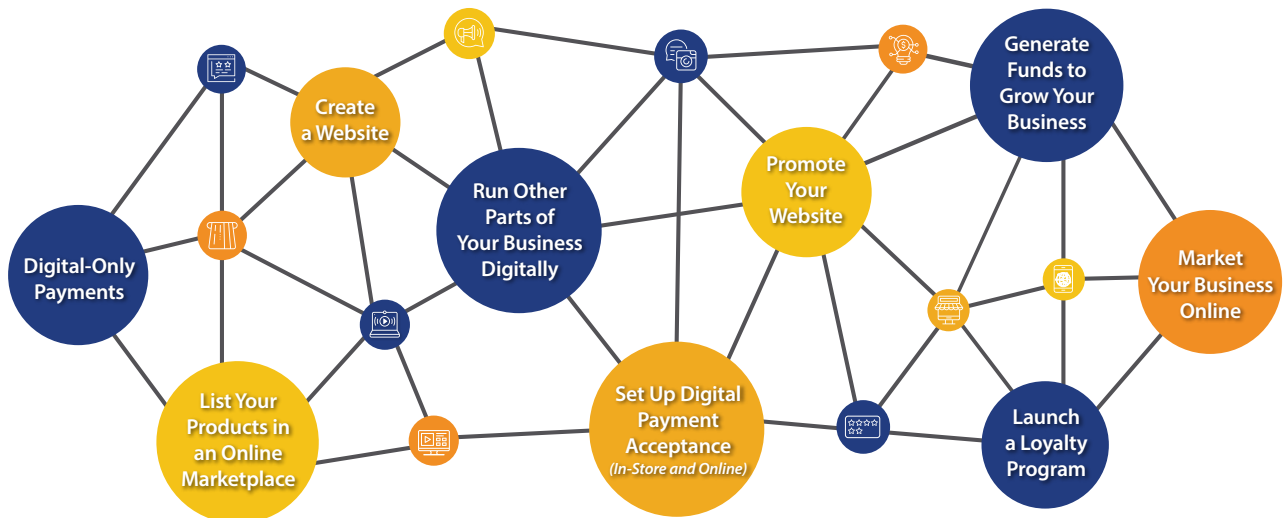 Create
a Website
Generate
Funds to
Grow Your
Business
Promote
Your
Website
Run Other
Parts of
Your Business
Digitally
Digital-Only
Payments
Market
Your Business
Online
List Your
Products in
an Online
Marketplace
Set Up Digital
Payment
Acceptance
(In-Store and Online)
Launch
a Loyalty
Program